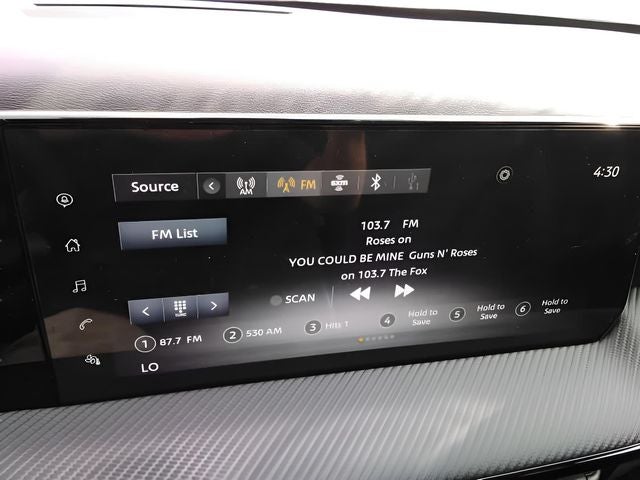 Source
AM
FM
SXM
4:30
FM List
103.7 FM
Roses on
YOU COULD BE MINE Guns N' Roses
on 103.7 The Fox
TUNE
SCAN
1 87.7 FM
2 530 AM
3 Hits 1
4 Hold to Save
5 Hold to Save
6 Hold to Save
LO